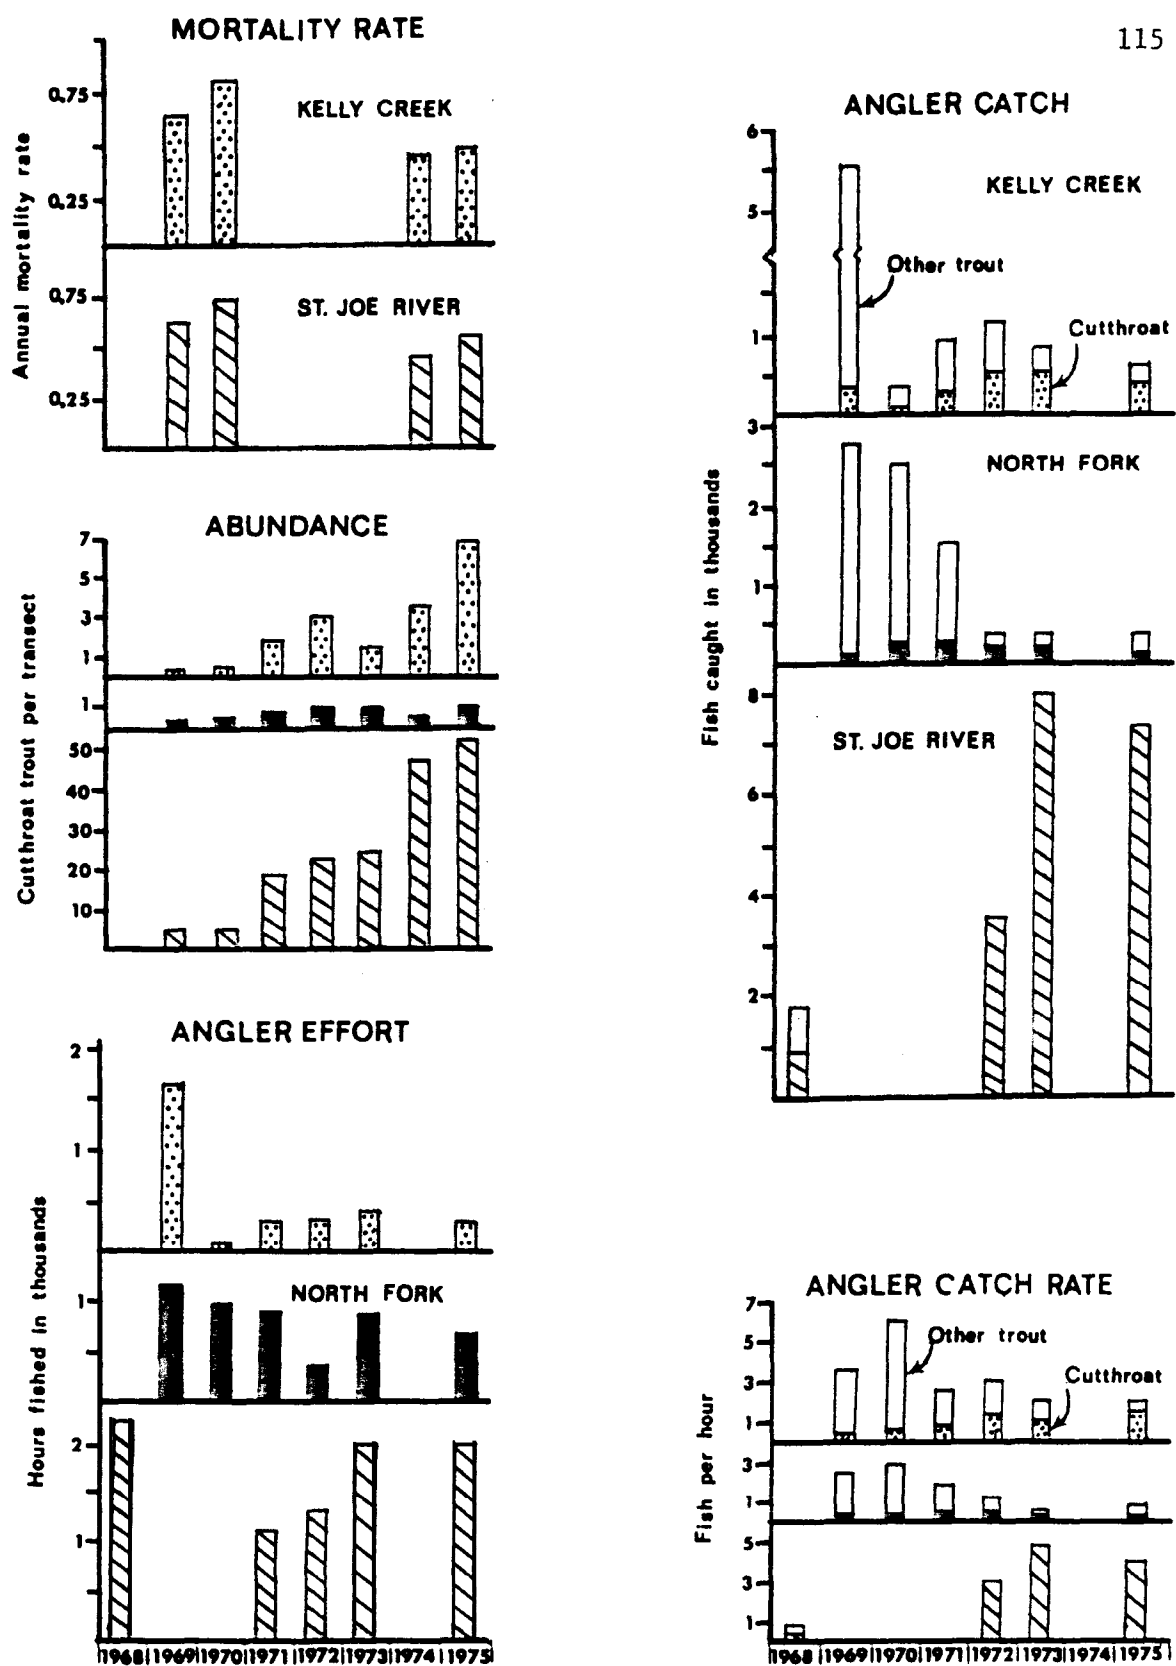 115
MORTALITY RATE
0.75
KELLY CREEK
0.25
0.75
ST. JOE RIVER
0.25
Annual mortality rate
ABUNDANCE
7
5
3
1
1
50
40
30
20
10
Cutthroat trout per transect
ANGLER EFFORT
2
1
1
NORTH FORK
2
1
Hours fished in thousands
1968 1969 1970 1971 1972 1973 1974 1975
ANGLER CATCH
6
KELLY CREEK
5
Other trout
Cutthroat
1
3
NORTH FORK
2
1
8
ST. JOE RIVER
6
4
2
Fish caught in thousands
ANGLER CATCH RATE
7
Other trout
5
Cutthroat
3
1
3
1
5
3
1
Fish per hour
1968 1969 1970 1971 1972 1973 1974 1975